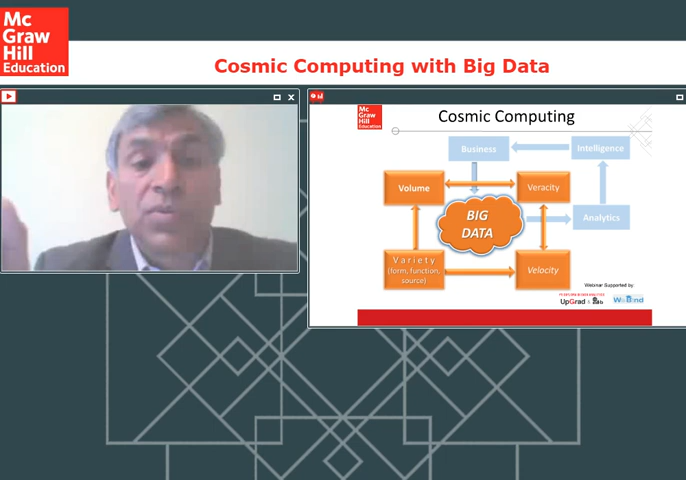 Mc
Graw
Hill
Education
Cosmic Computing with Big Data
Mc
Graw
Hill
Education
Cosmic Computing
Business
Intelligence
Volume
Veracity
BIG
DATA
Analytics
Variety
(form, function,
source)
Velocity
Webinar Supported by
UpGrad &